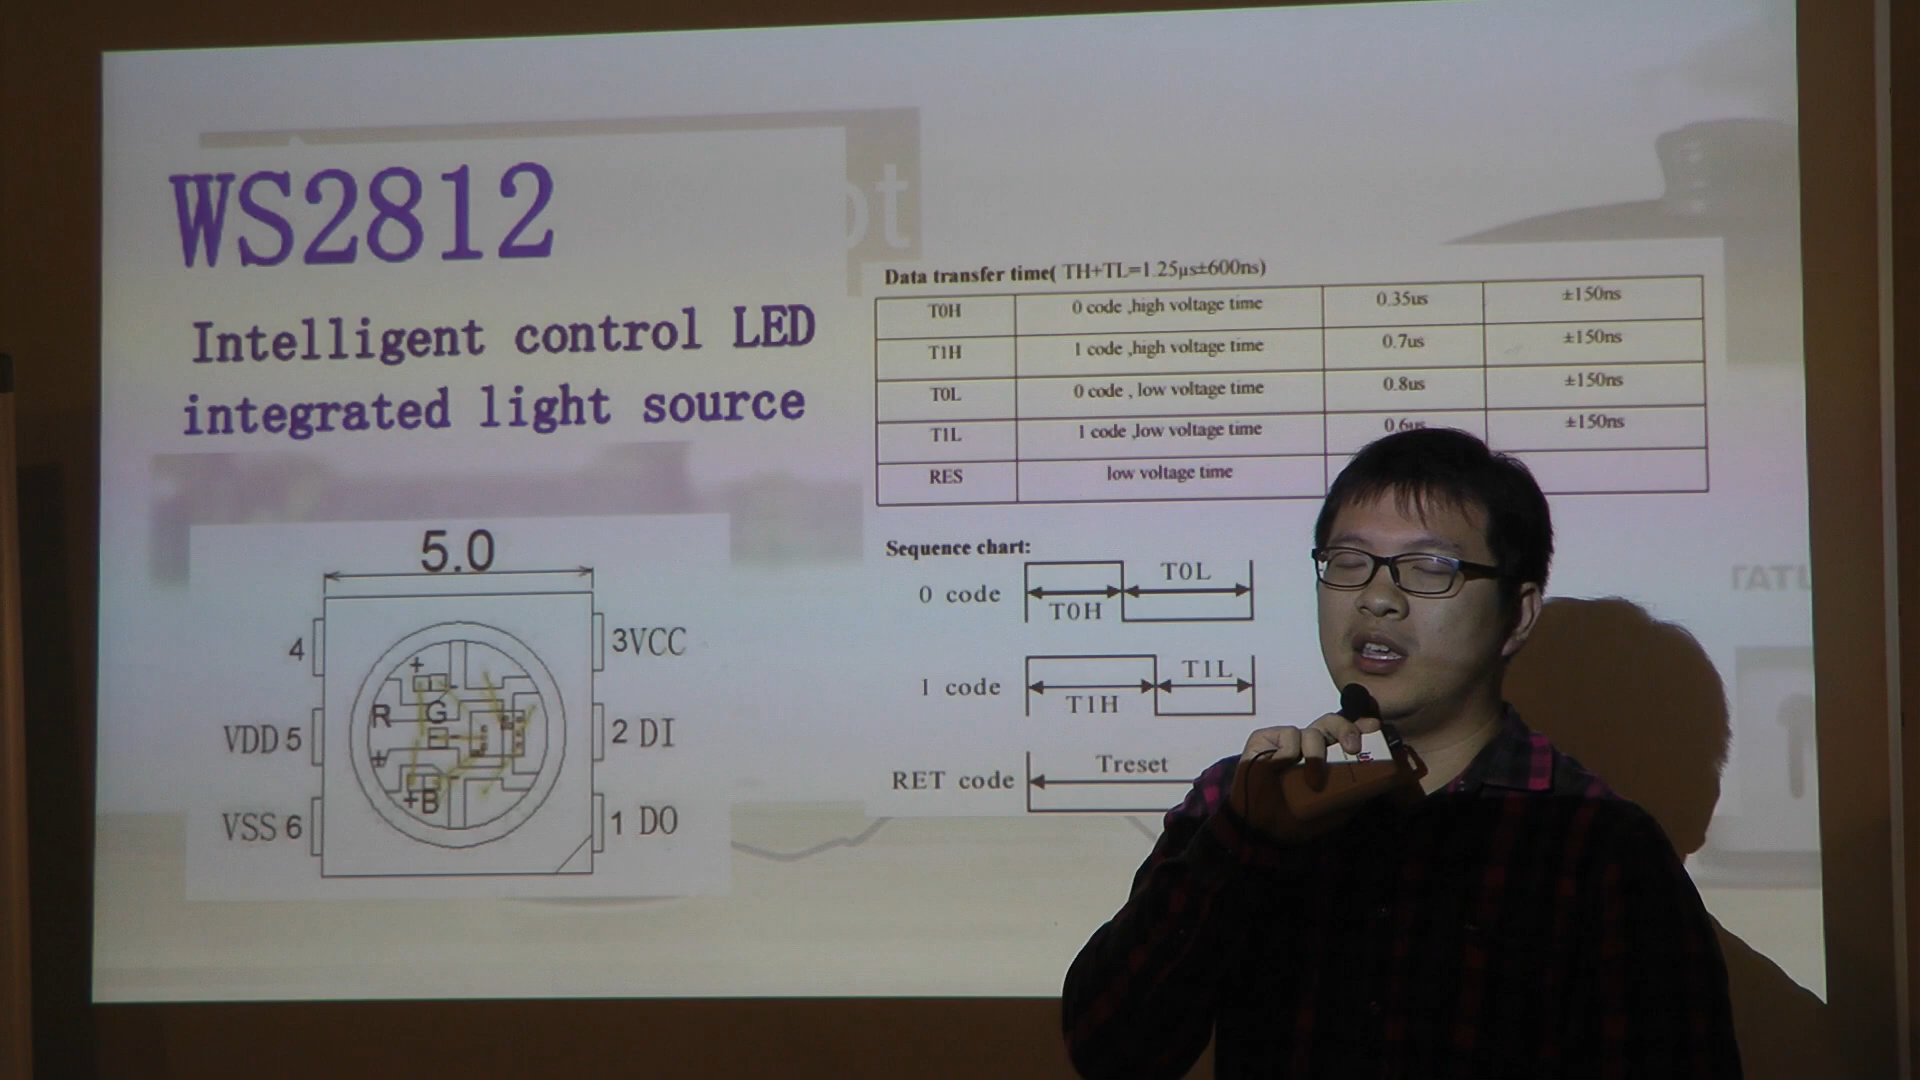 WS2812
Intelligent control LED
integrated light source
Data transfer time( TH+TL=1.25µs±600ns)
T0H 0 code ,high voltage time 0.35us ±150ns
T1H 1 code ,high voltage time 0.7us ±150ns
T0L 0 code , low voltage time 0.8us ±150ns
T1L 1 code ,low voltage time 0.6us ±150ns
RES low voltage time
Sequence chart:
0 code T0H T0L
1 code T1H T1L
RET code Treset
5.0
4 3VCC
VDD 5 2 DI
VSS 6 1 DO
+
R G
+
+B